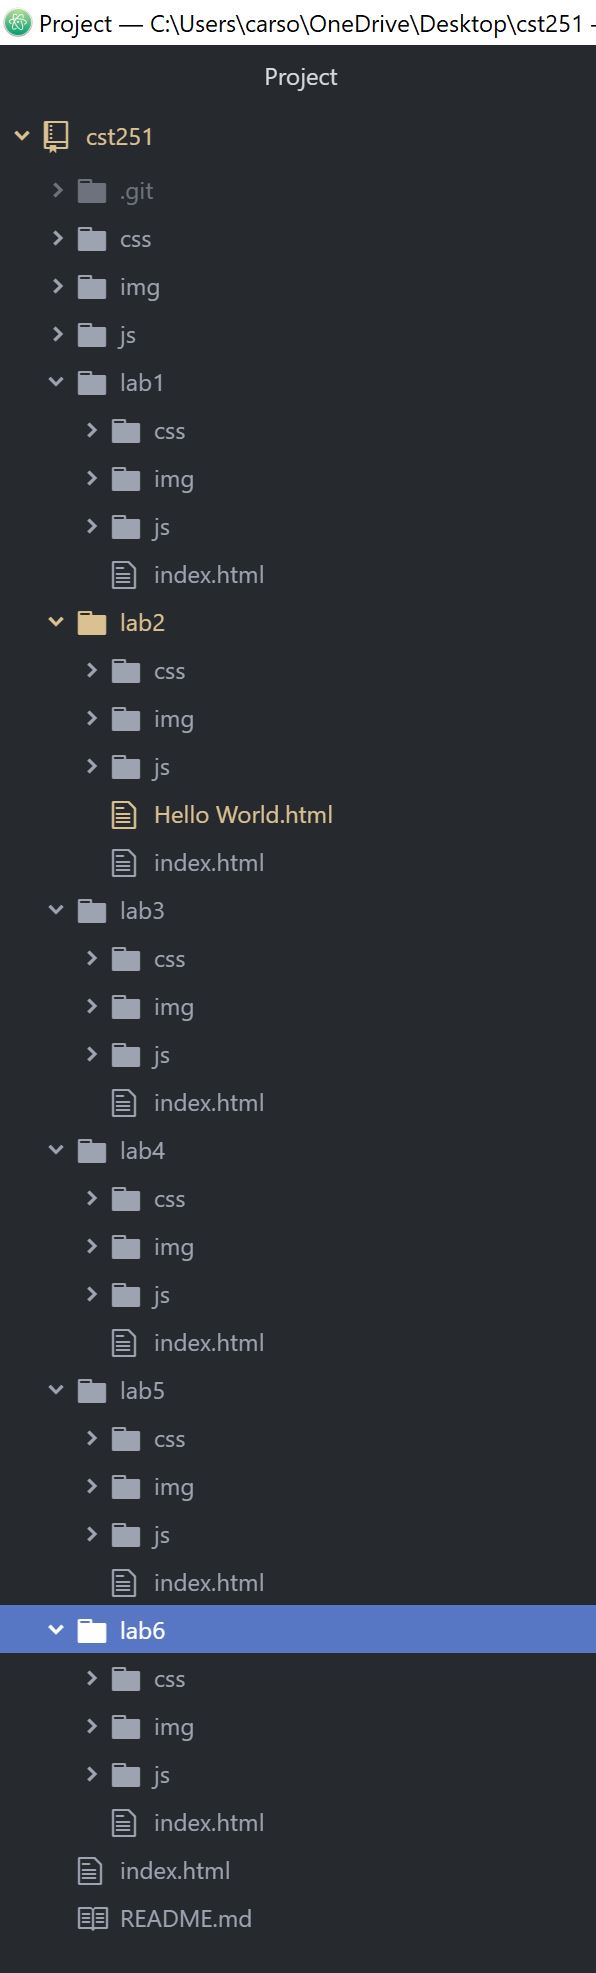 Project — C:\Users\carso\OneDrive\Desktop\cst251 -
Project
cst251
.git
css
img
js
lab1
css
img
js
index.html
lab2
css
img
js
Hello World.html
index.html
lab3
css
img
js
index.html
lab4
css
img
js
index.html
lab5
css
img
js
index.html
lab6
css
img
js
index.html
index.html
README.md